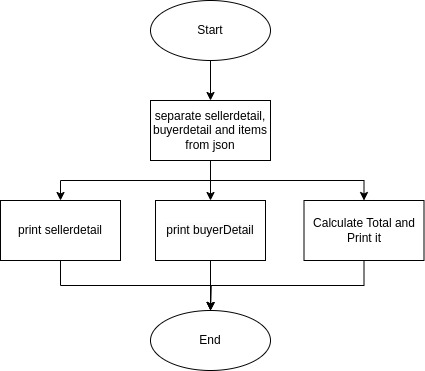 Start
separate sellerdetail,
buyerdetail and items
from json
print sellerdetail
print buyerDetail
Calculate Total and
Print it
End